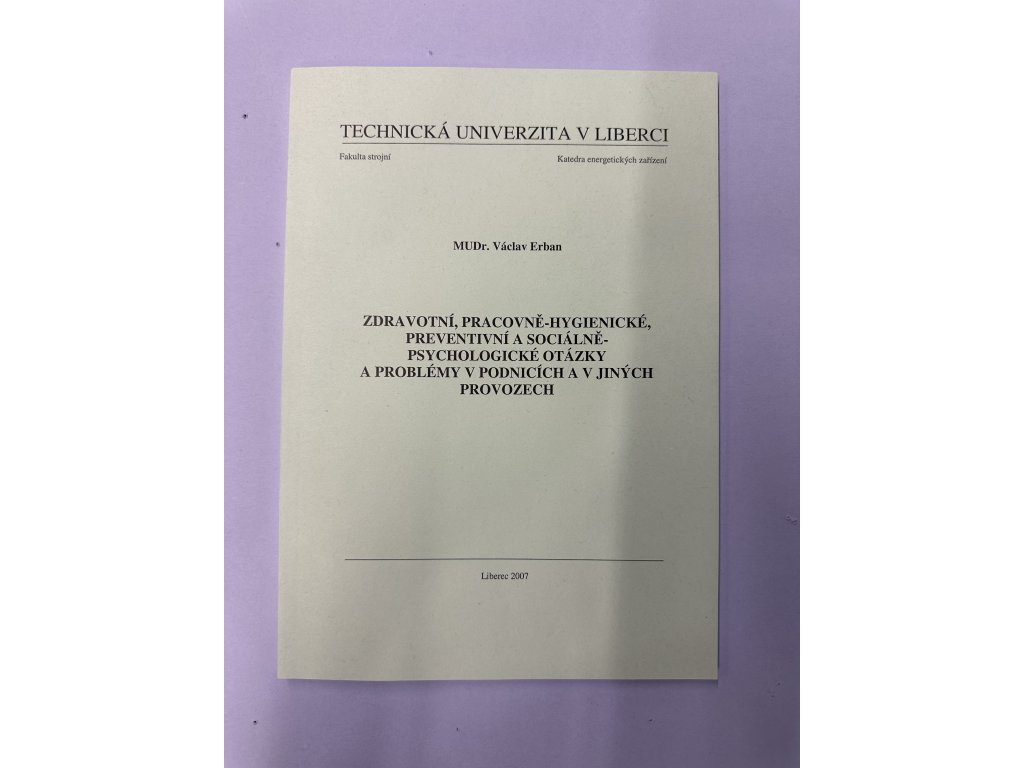 TECHNICKÁ UNIVERZITA V LIBERCI
Fakulta strojní
Katedra energetických zařízení
MUDr. Václav Erban
ZDRAVOTNÍ, PRACOVNĚ-HYGIENICKÉ,
PREVENTIVNÍ A SOCIÁLNĚ-
PSYCHOLOGICKÉ OTÁZKY
A PROBLÉMY V PODNICÍCH A V JINÝCH
PROVOZECH
Liberec 2007